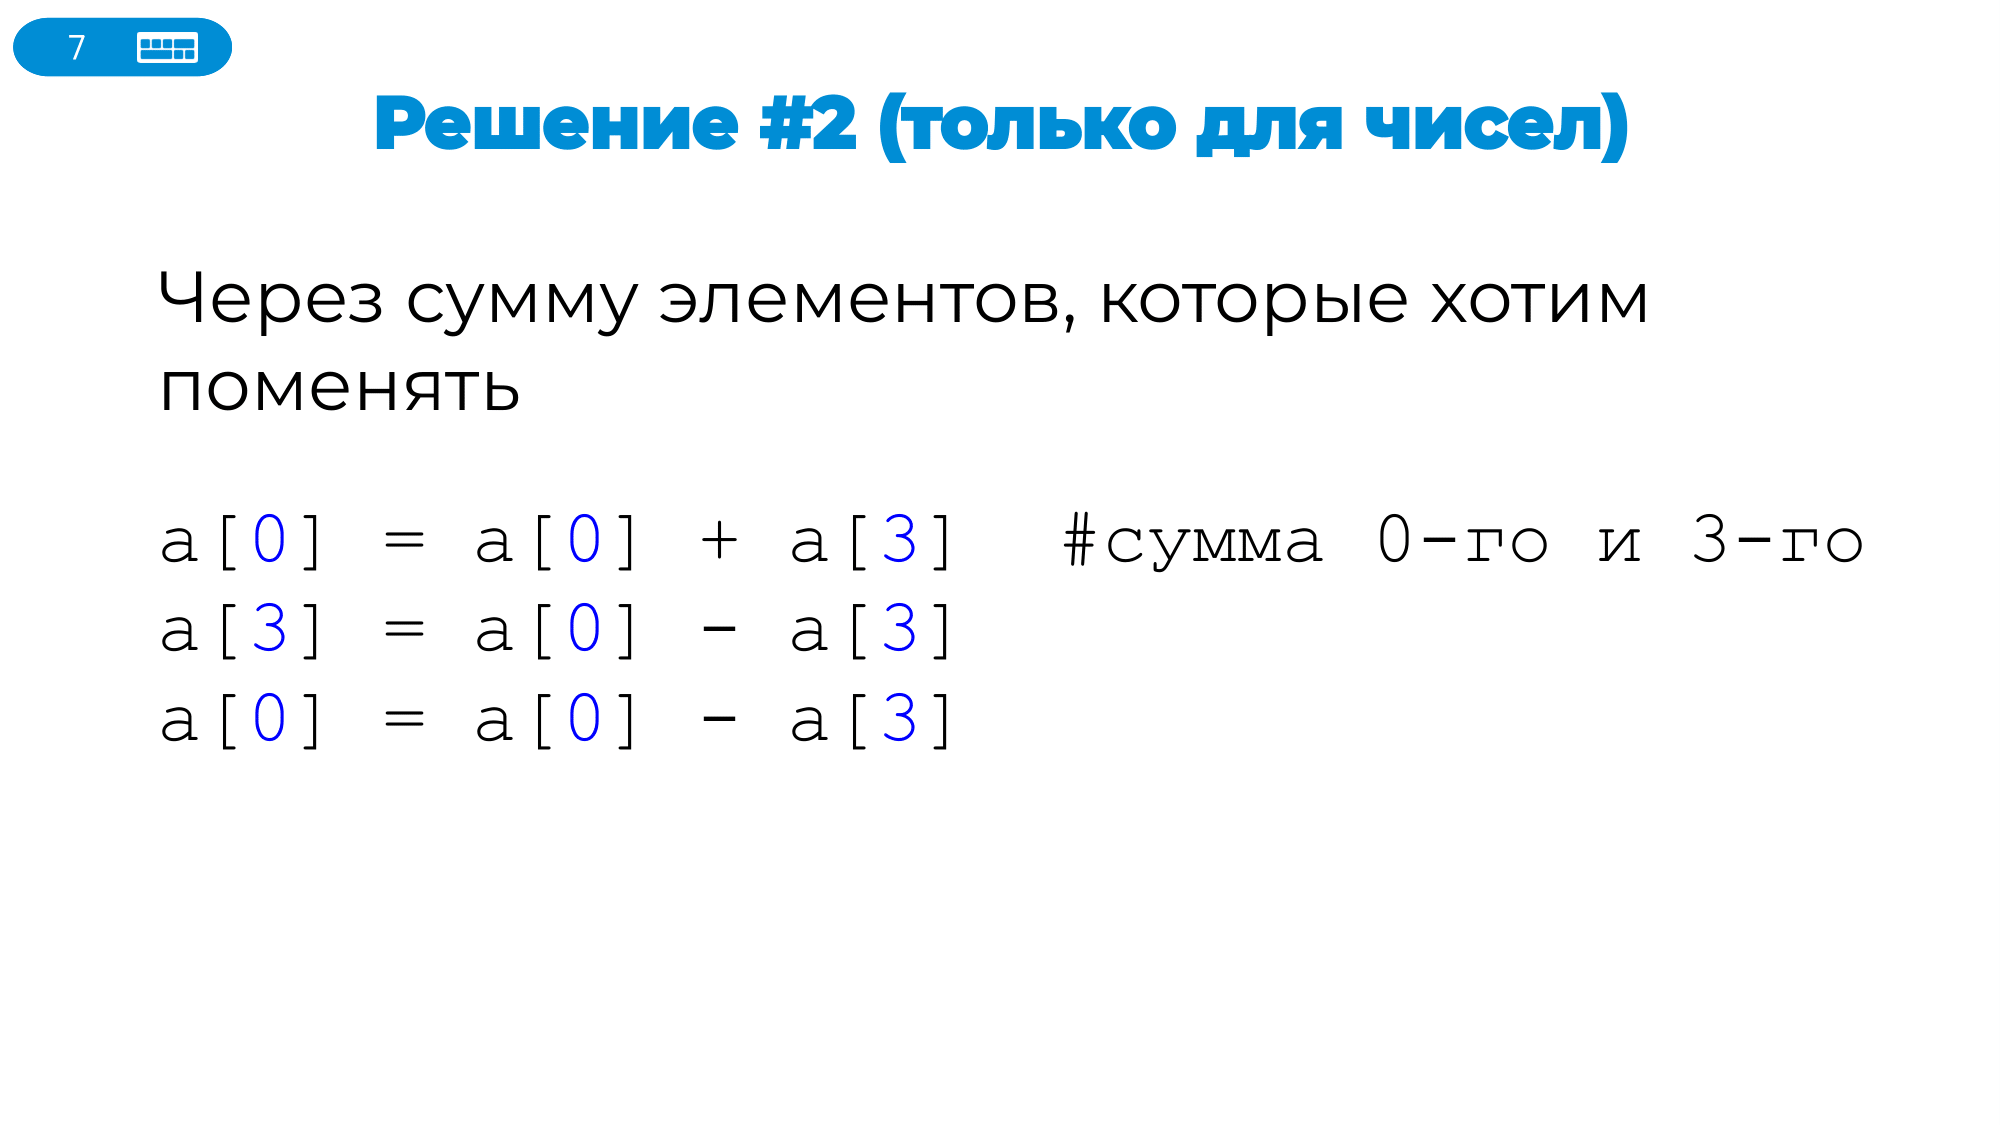 7
Решение #2 (только для чисел)
Через сумму элементов, которые хотим
поменять
a[0] = a[0] + a[3]  #сумма 0-го и 3-го
a[3] = a[0] - a[3]
a[0] = a[0] - a[3]